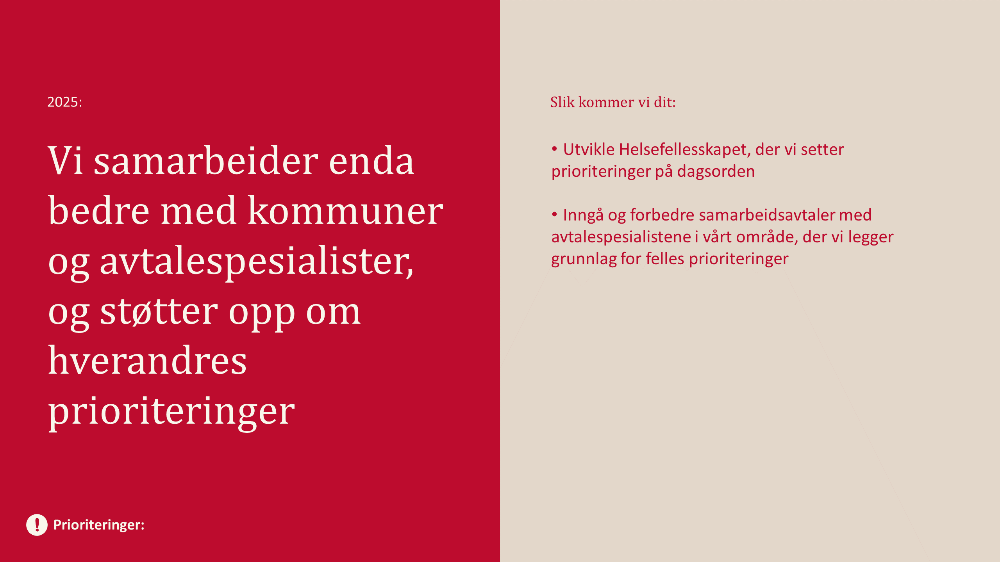 2025:
Vi samarbeider enda
bedre med kommuner
og avtalespesialister,
og støtter opp om
hverandres
prioriteringer
Prioriteringer:
Slik kommer vi dit:
• Utvikle Helsefellesskapet, der vi setter
prioriteringer på dagsorden
• Inngå og forbedre samarbeidsavtaler med
avtalespesialistene i vårt område, der vi legger
grunnlag for felles prioriteringer